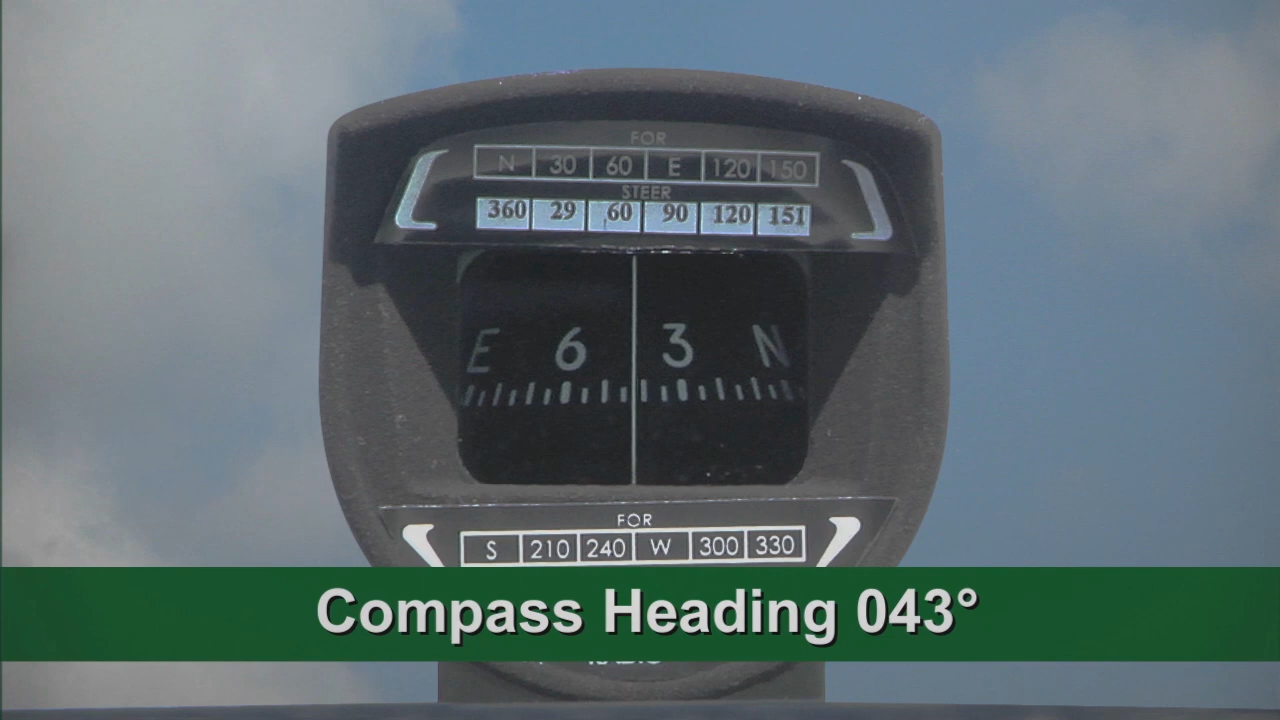 FOR
N 30 60 E 120 150
STEER
360 29 60 90 120 151
E 6 3 N
FOR
S 210 240 W 300 330
Compass Heading 043°
RADIO